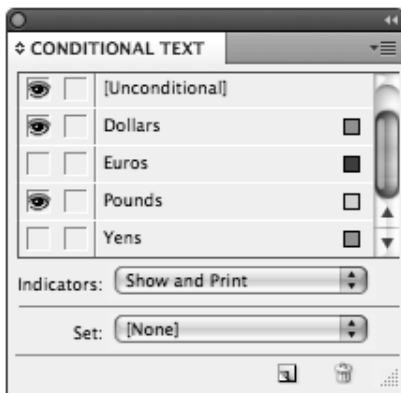 CONDITIONAL TEXT
[Unconditional]
Dollars
Euros
Pounds
Yens
Indicators: Show and Print
Set: [None]